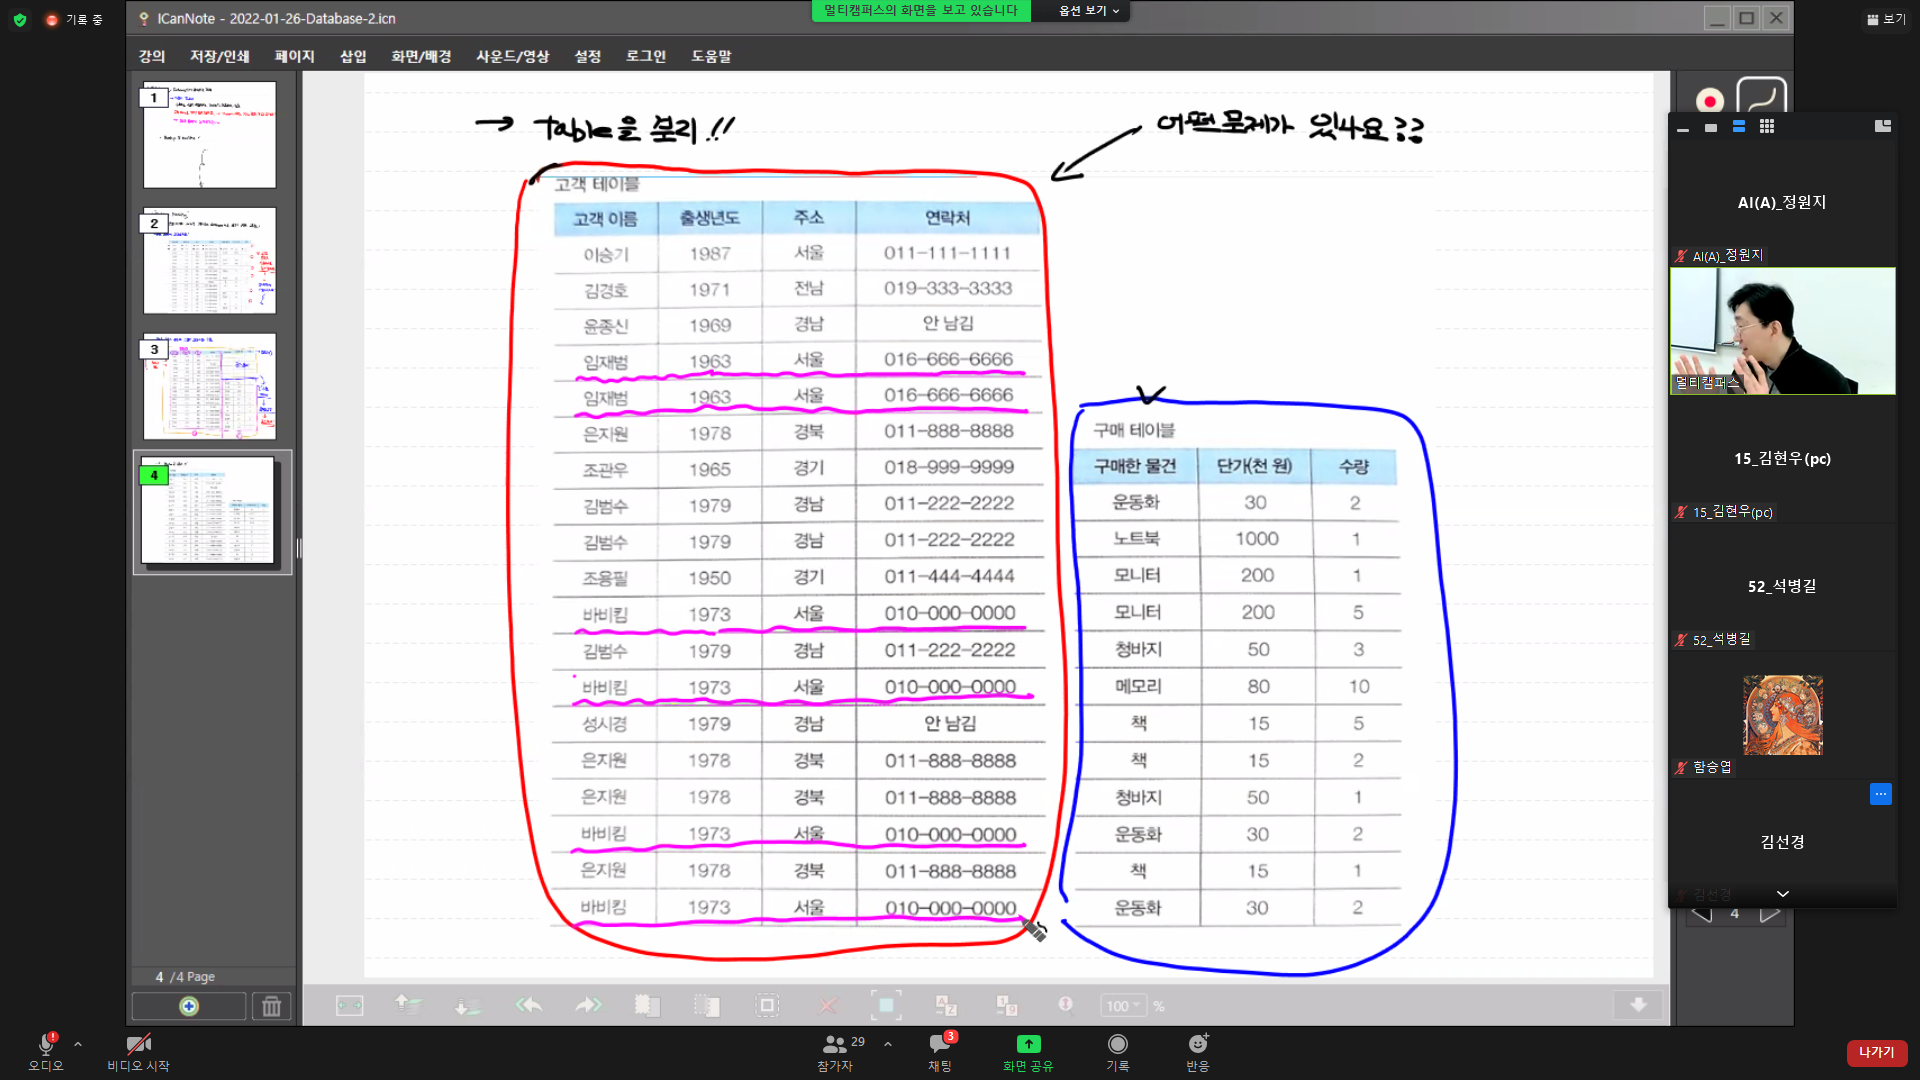 기록 중
ICanNote - 2022-01-26-Database-2.icn
멀티캠퍼스의 화면을 보고 있습니다
옵션 보기
보기
강의 저장/인쇄 페이지 삽입 화면/배경 사운드/영상 설정 로그인 도움말
1
2
3
4
→ Table을 분리 !!
어떤 문제가 있나요??
고객 테이블
고객 이름 출생년도 주소 연락처
이승기 1987 서울 011-111-1111
김경호 1971 전남 019-333-3333
윤종신 1969 경남 안 남김
임재범 1963 서울 016-666-6666
임재범 1963 서울 016-666-6666
은지원 1978 경북 011-888-8888
조관우 1965 경기 018-999-9999
김범수 1979 경남 011-222-2222
김범수 1979 경남 011-222-2222
조용필 1950 경기 011-444-4444
바비킴 1973 서울 010-000-0000
김범수 1979 경남 011-222-2222
바비킴 1973 서울 010-000-0000
성시경 1979 경남 안 남김
은지원 1978 경북 011-888-8888
은지원 1978 경북 011-888-8888
바비킴 1973 서울 010-000-0000
은지원 1978 경북 011-888-8888
바비킴 1973 서울 010-000-0000
구매 테이블
구매한 물건 단가(천 원) 수량
운동화 30 2
노트북 1000 1
모니터 200 1
모니터 200 5
청바지 50 3
메모리 80 10
책 15 5
책 15 2
청바지 50 1
운동화 30 2
책 15 1
운동화 30 2
AI(A)_정원지
AI(A)_정원지
멀티캠퍼스
15_김현우(pc)
15_김현우(pc)
52_석병길
52_석병길
함승엽
김선경
김선경
4
4 /4 Page
100 %
오디오
비디오 시작
참가자 29
채팅 3
화면 공유
기록
반응
나가기